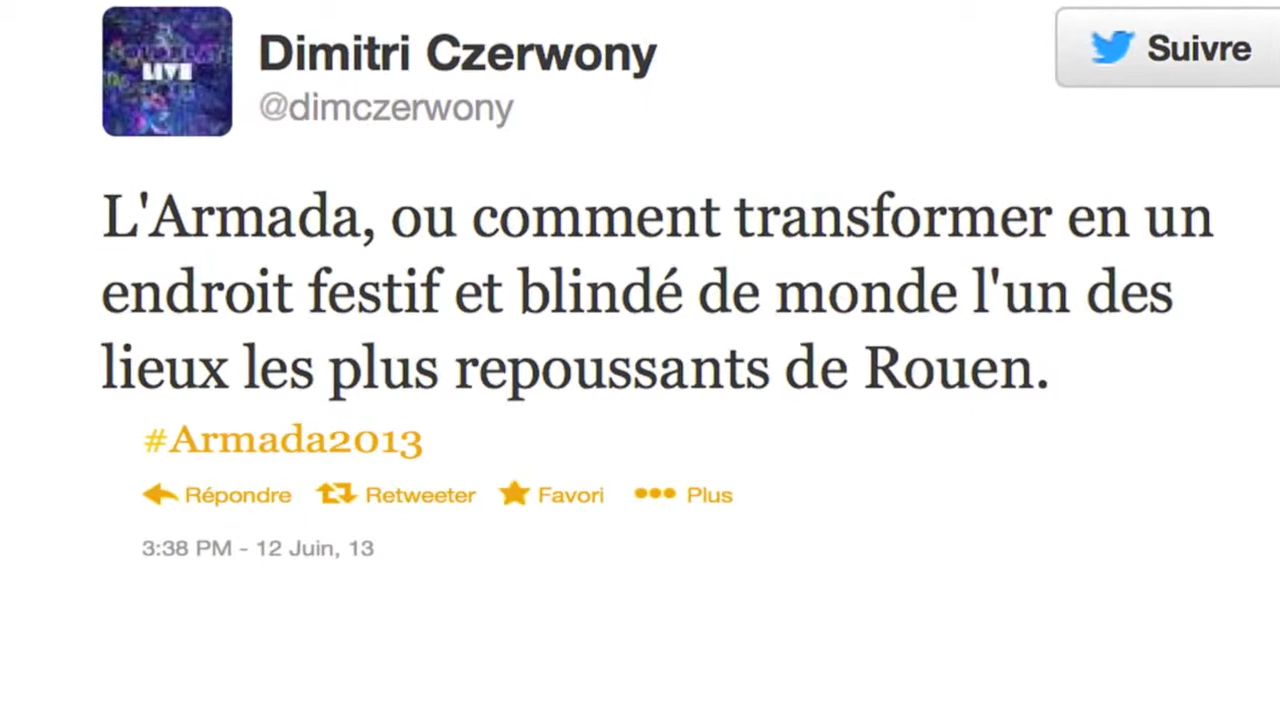 LIVE
Dimitri Czerwony
Suivre
@dimczerwony
L'Armada, ou comment transformer en un
endroit festif et blindé de monde l'un des
lieux les plus repoussants de Rouen.
#Armada2013
Répondre Retweeter Favori Plus
3:38 PM - 12 Juin, 13